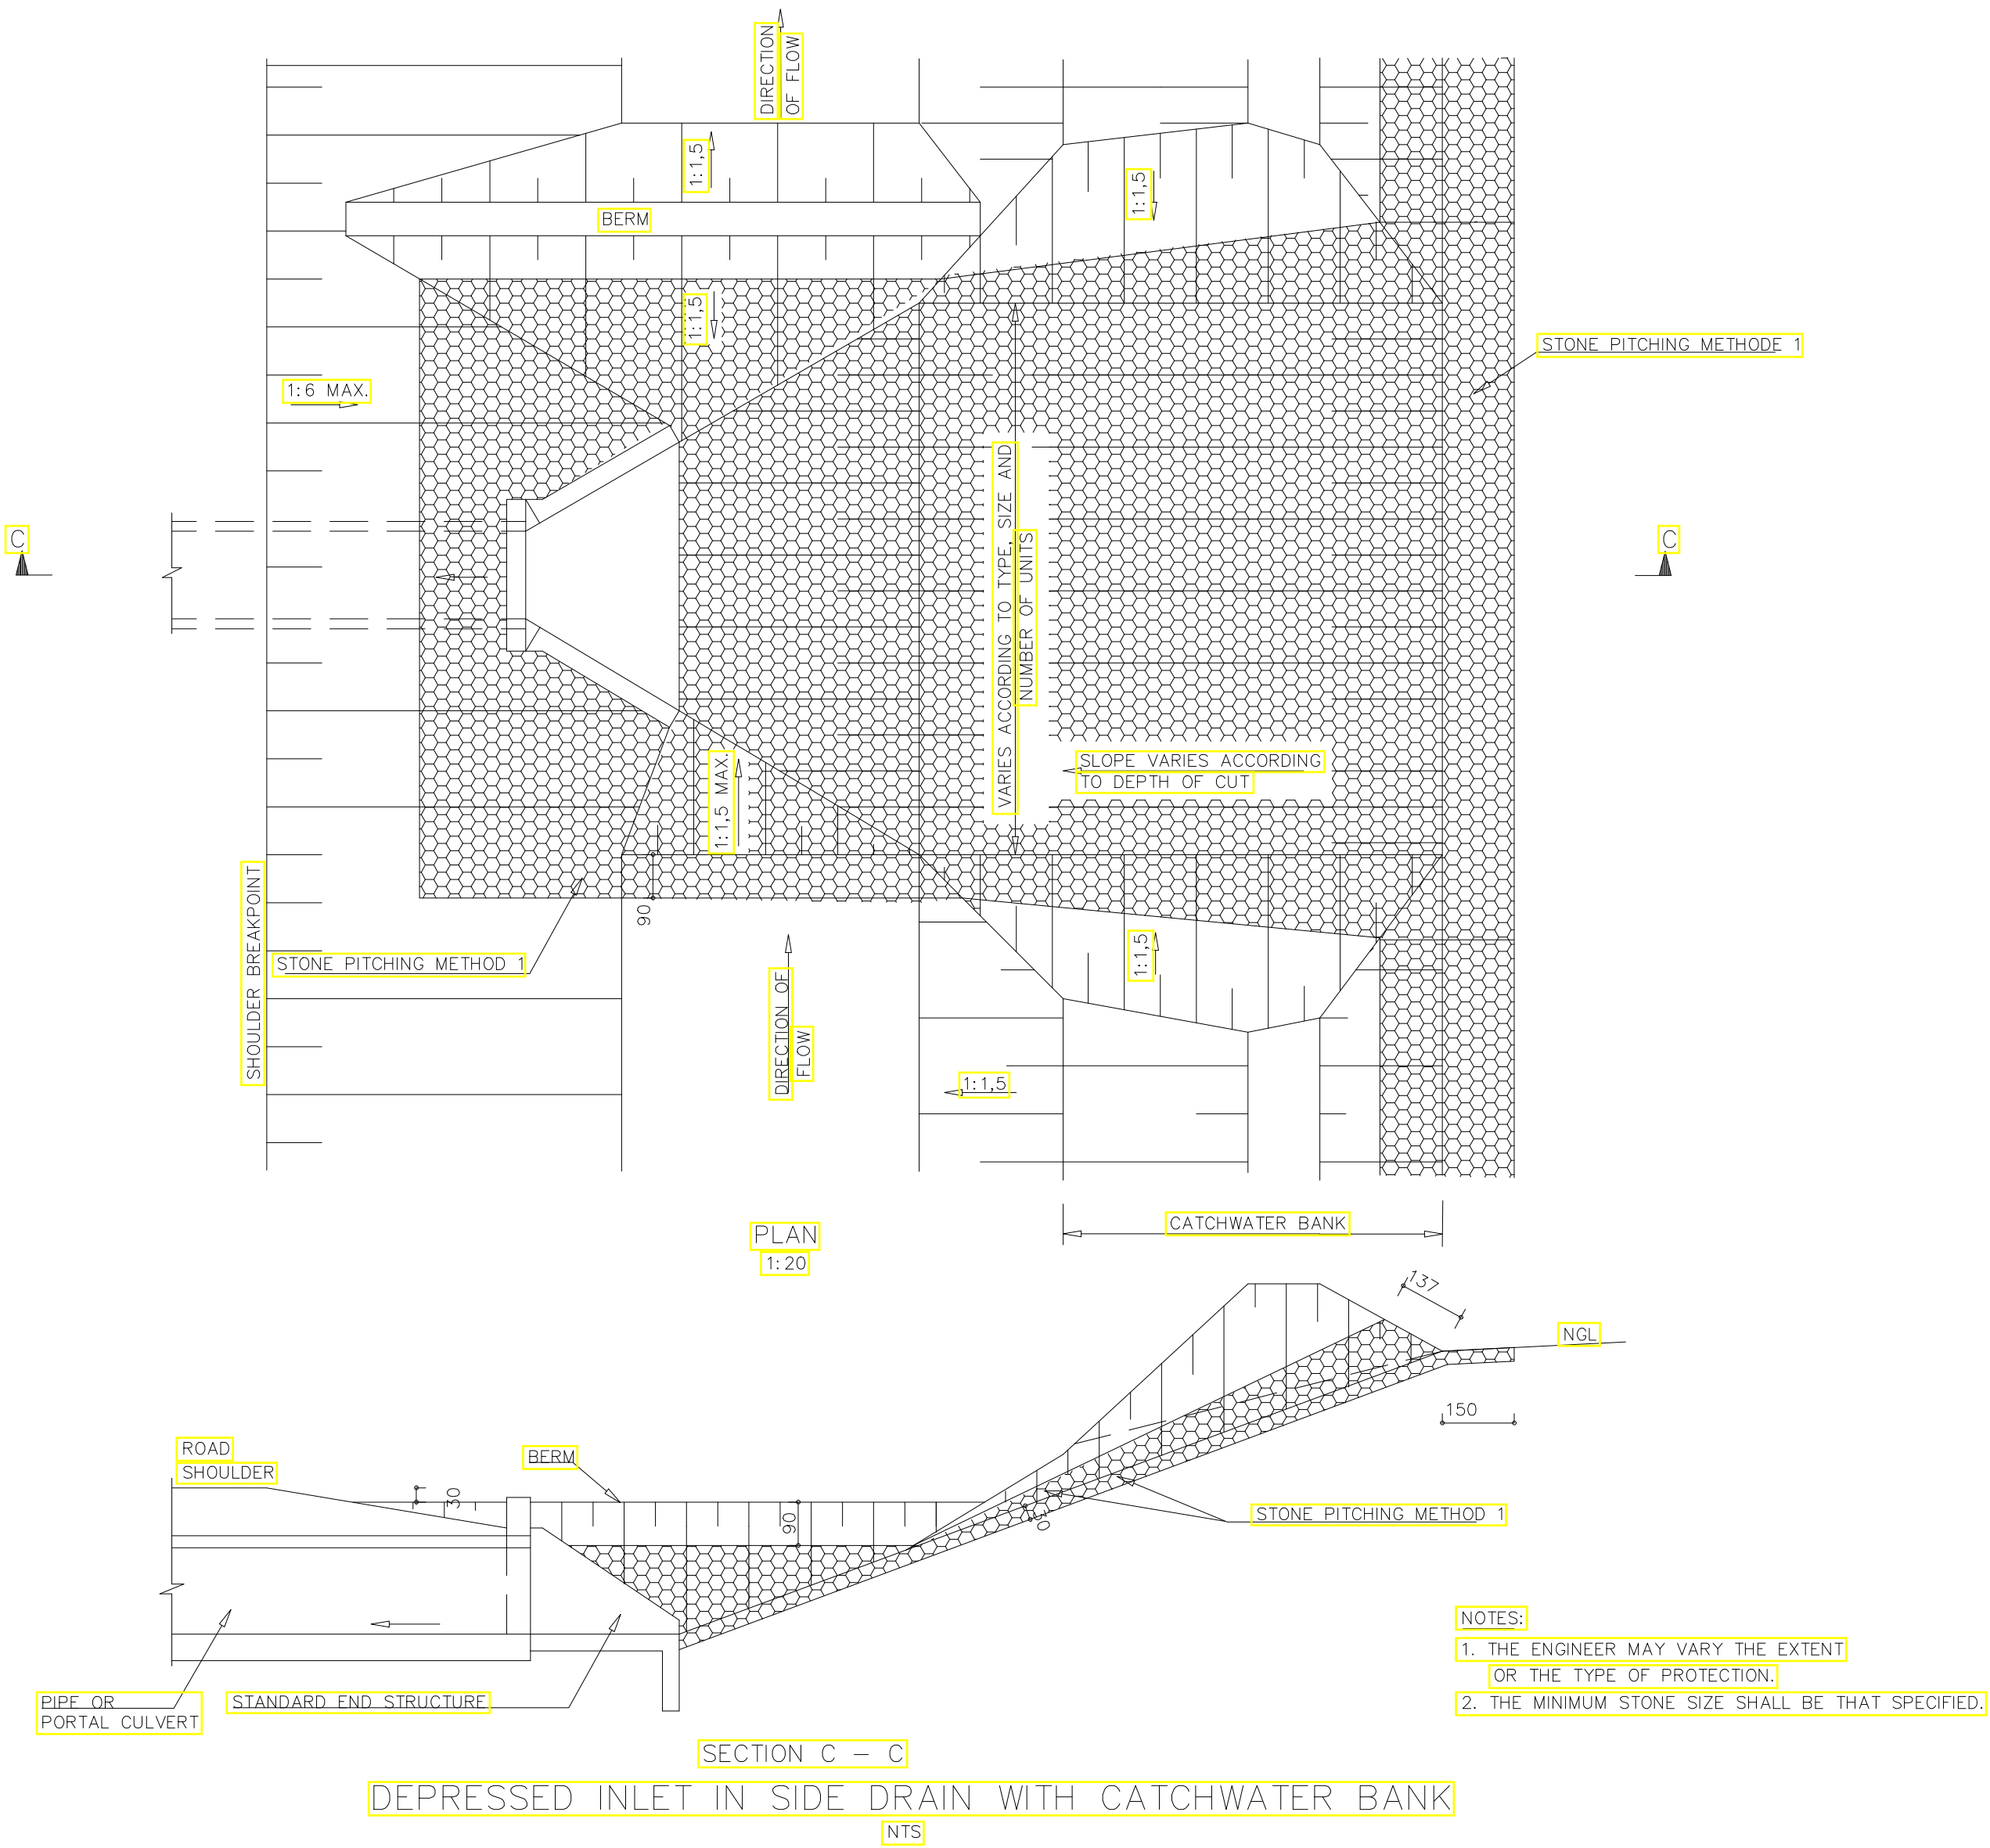 DIRECTION
OF FLOW
1:1,5
1:1,5
BERM
1:1,5
STONE PITCHING METHODE 1
1:6 MAX.
VARIES ACCORDING TO TYPE, SIZE AND
NUMBER OF UNITS
C
C
SLOPE VARIES ACCORDING
TO DEPTH OF CUT
1:1,5 MAX.
SHOULDER BREAKPOINT
90
STONE PITCHING METHOD 1
1:1,5
DIRECTION OF
FLOW
1:1,5
CATCHWATER BANK
PLAN
1:20
137
NGL
150
ROAD
SHOULDER
BERM
30
90
30
STONE PITCHING METHOD 1
NOTES:
1. THE ENGINEER MAY VARY THE EXTENT
OR THE TYPE OF PROTECTION.
2. THE MINIMUM STONE SIZE SHALL BE THAT SPECIFIED.
PIPE OR
PORTAL CULVERT
STANDARD END STRUCTURE
SECTION C - C
DEPRESSED INLET IN SIDE DRAIN WITH CATCHWATER BANK
NTS